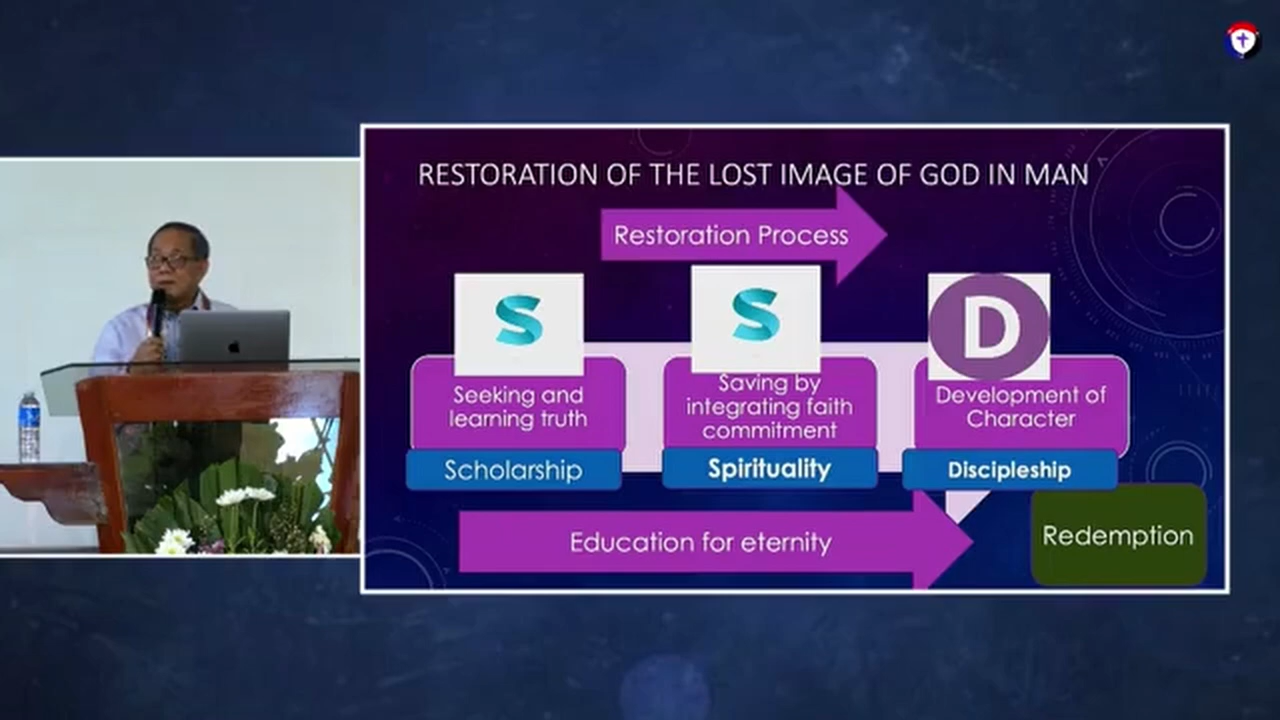 RESTORATION OF THE LOST IMAGE OF GOD IN MAN
Restoration Process
S
S
D
Seeking and
learning truth
Saving by
integrating faith
commitment
Development of
Character
Scholarship
Spirituality
Discipleship
Education for eternity
Redemption